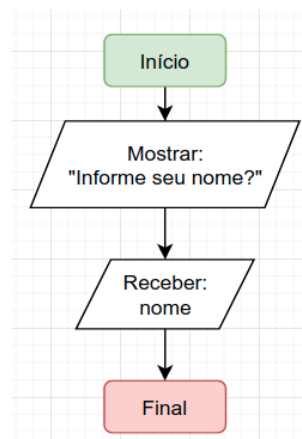 Início
Mostrar:
"Informe seu nome?"
Receber:
nome
Final